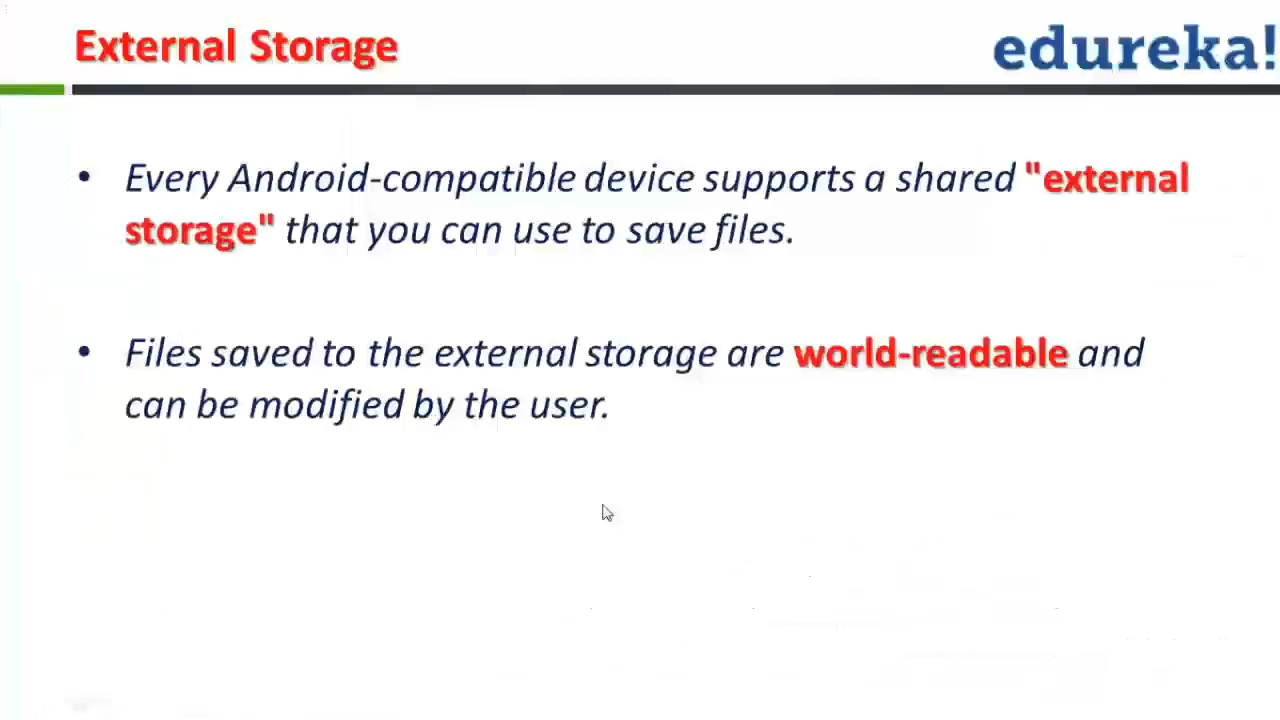 External Storage
edureka!
• Every Android-compatible device supports a shared "external
storage" that you can use to save files.
• Files saved to the external storage are world-readable and
can be modified by the user.